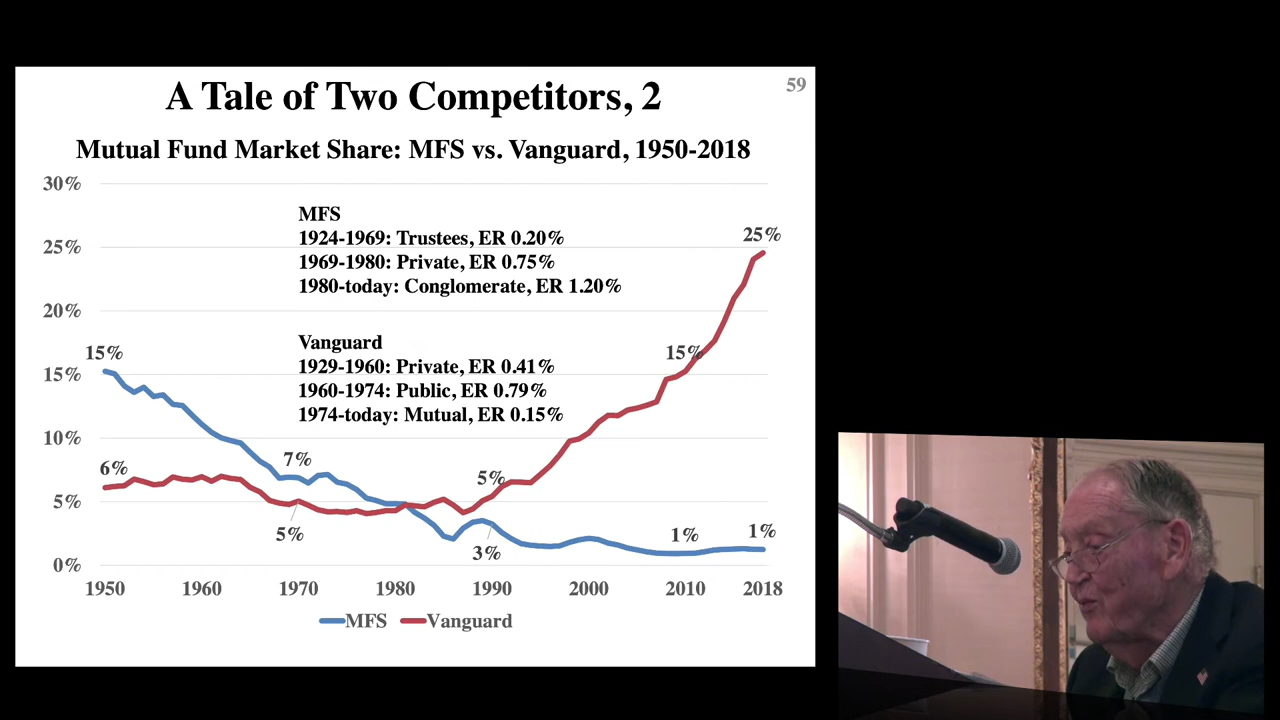 59
A Tale of Two Competitors, 2
Mutual Fund Market Share: MFS vs. Vanguard, 1950-2018
30%
25%
20%
15%
10%
5%
0%
MFS
1924-1969: Trustees, ER 0.20%
1969-1980: Private, ER 0.75%
1980-today: Conglomerate, ER 1.20%
Vanguard
1929-1960: Private, ER 0.41%
1960-1974: Public, ER 0.79%
1974-today: Mutual, ER 0.15%
25%
15%
15%
6%
7%
5%
5%
3%
1%
1%
1950 1960 1970 1980 1990 2000 2010 2018
MFS Vanguard